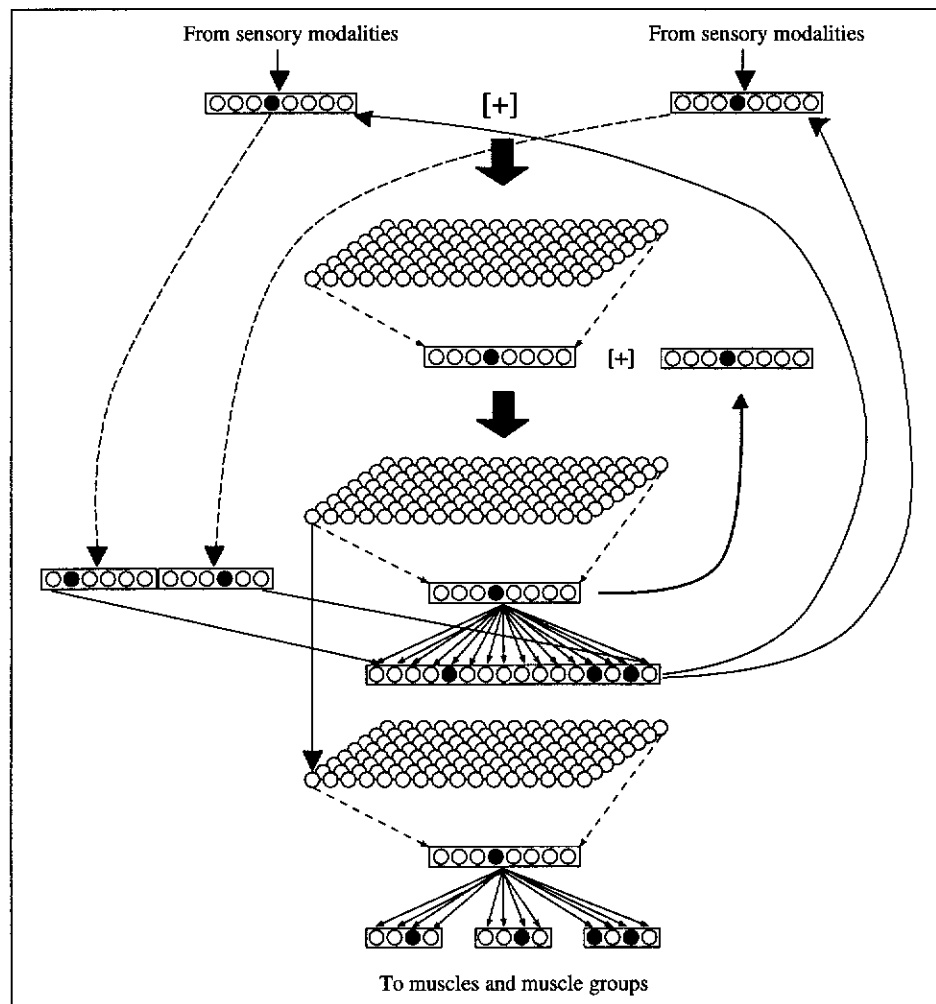 From sensory modalities
From sensory modalities
[+]
[+]
To muscles and muscle groups